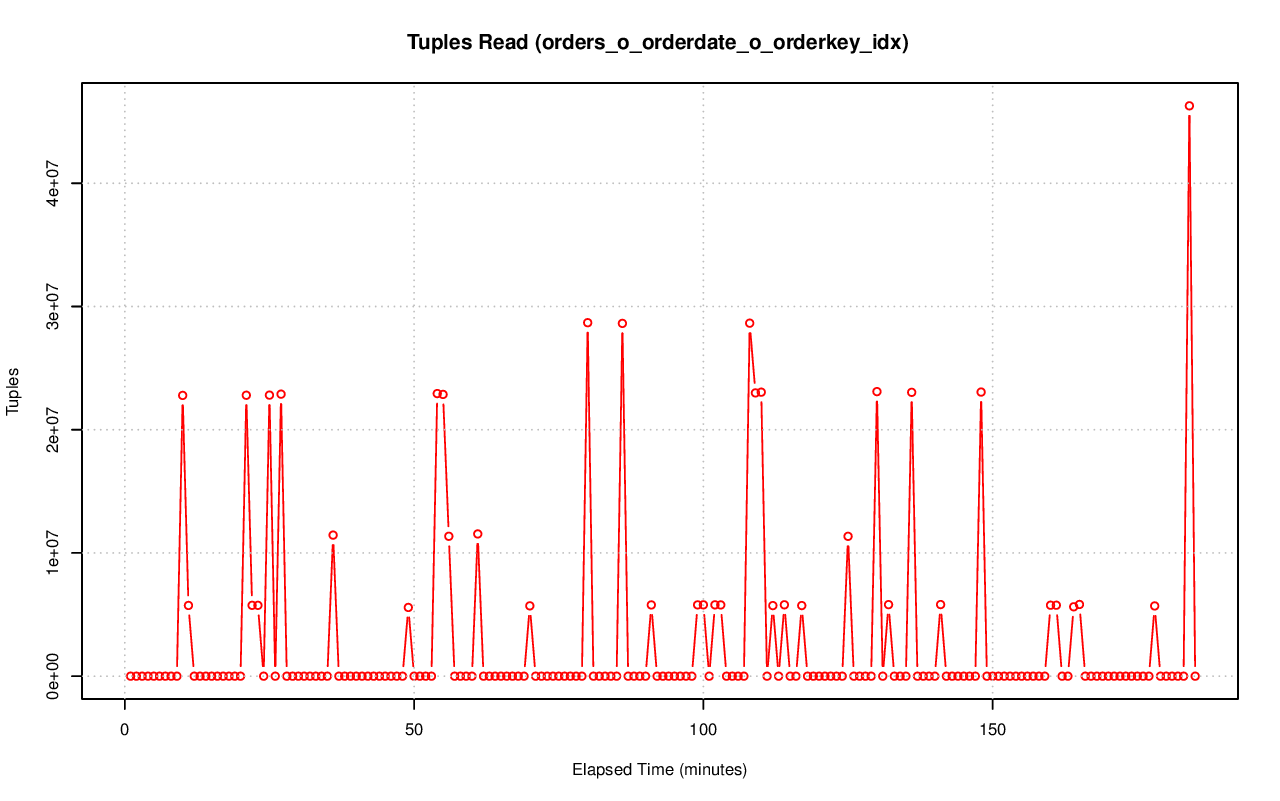 Tuples Read (orders_o_orderdate_o_orderkey_idx)
Tuples
4e+07
3e+07
2e+07
1e+07
0e+00
0 50 100 150
Elapsed Time (minutes)